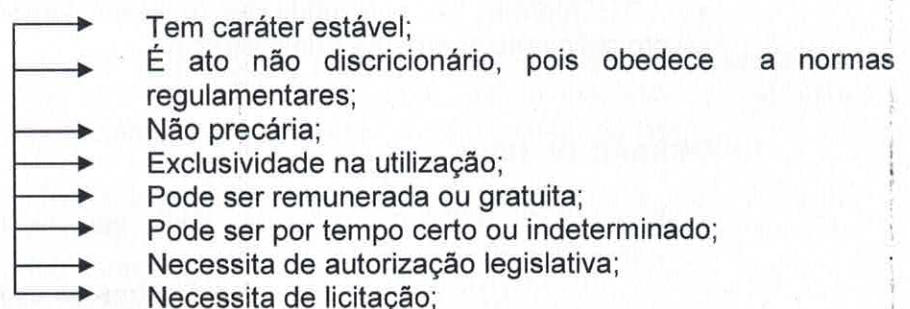 Tem caráter estável;
É ato não discricionário, pois obedece a normas
regulamentares;
Não precária;
Exclusividade na utilização;
Pode ser remunerada ou gratuita;
Pode ser por tempo certo ou indeterminado;
Necessita de autorização legislativa;
Necessita de licitação;